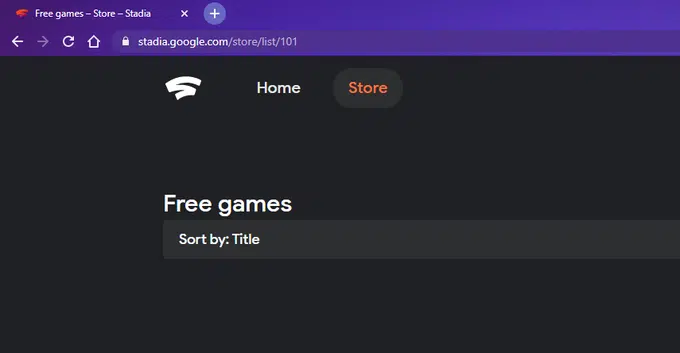 Free games – Store – Stadia
stadia.google.com/store/list/101
Home
Store
Free games
Sort by: Title